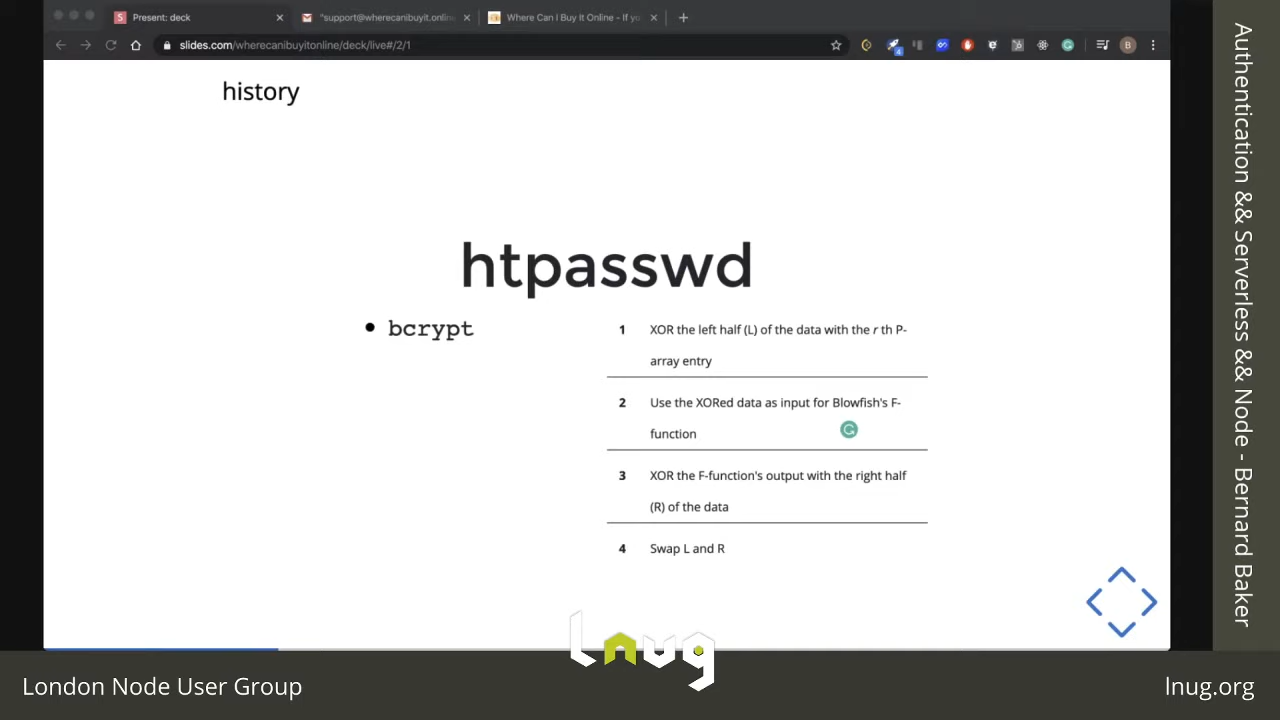 Present: deck
"support@wherecanibuyit.online
Where Can I Buy It Online - If yo
slides.com/wherecanibuyitonline/deck/live#/2/1
4
B
history
htpasswd
bcrypt
1 XOR the left half (L) of the data with the r th P-
array entry
2 Use the XORed data as input for Blowfish's F-
function
3 XOR the F-function's output with the right half
(R) of the data
4 Swap L and R
lnug
London Node User Group
lnug.org
Authentication && Serverless && Node - Bernard Baker